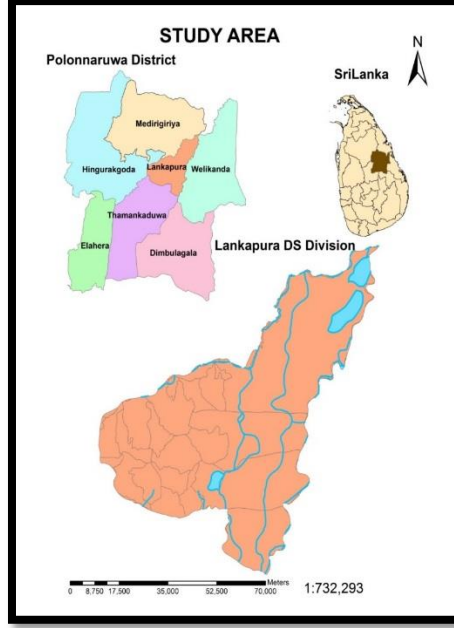 STUDY AREA
Polonnaruwa District
N
SriLanka
Medirigiriya
Hingurakgoda
Lankapura
Welikanda
Thamankaduwa
Elahera
Dimbulagala
Lankapura DS Division
Meters
0 8,750 17,500 35,000 52,500 70,000
1:732,293